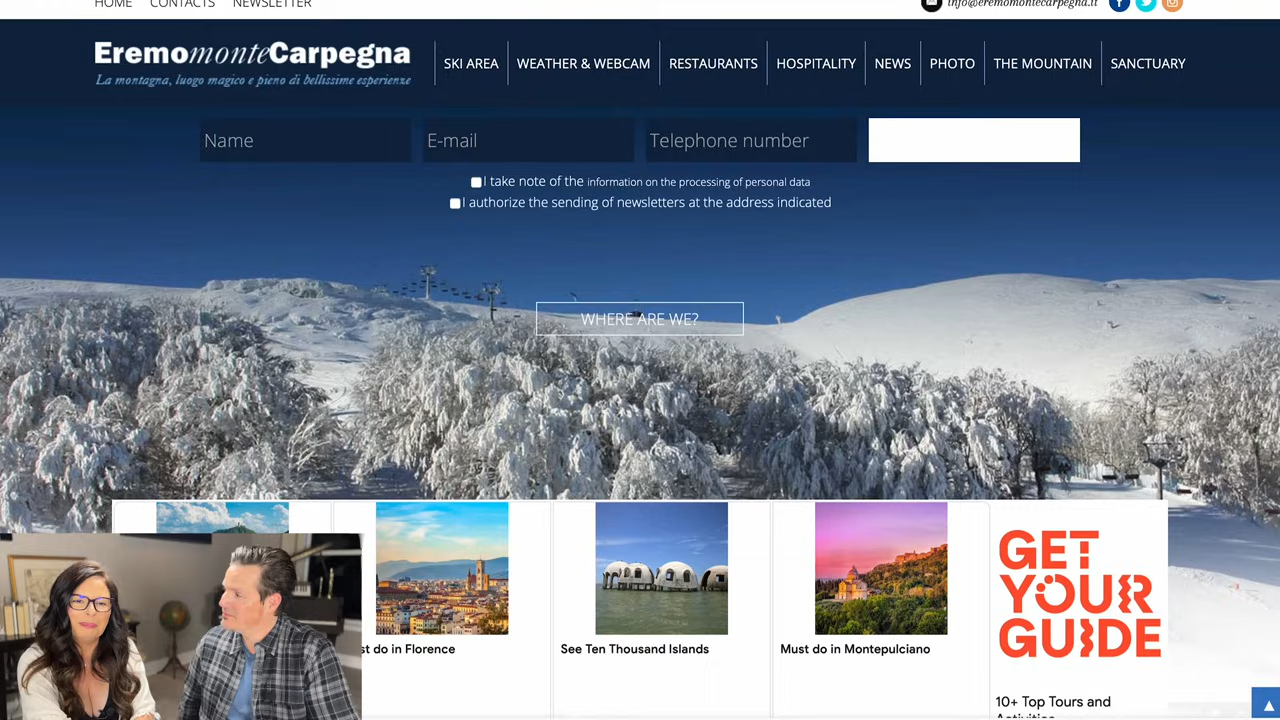 HOME CONTACTS NEWSLETTER
info@eremomontecarpegna.it
EremomonteCarpegna
La montagna, luogo magico e pieno di bellissime esperienze
SKI AREA WEATHER & WEBCAM RESTAURANTS HOSPITALITY NEWS PHOTO THE MOUNTAIN SANCTUARY
Name E-mail Telephone number
I take note of the information on the processing of personal data
I authorize the sending of newsletters at the address indicated
WHERE ARE WE?
GET
YOUR
GUIDE
do in Florence
See Ten Thousand Islands
Must do in Montepulciano
10+ Top Tours and
Activities